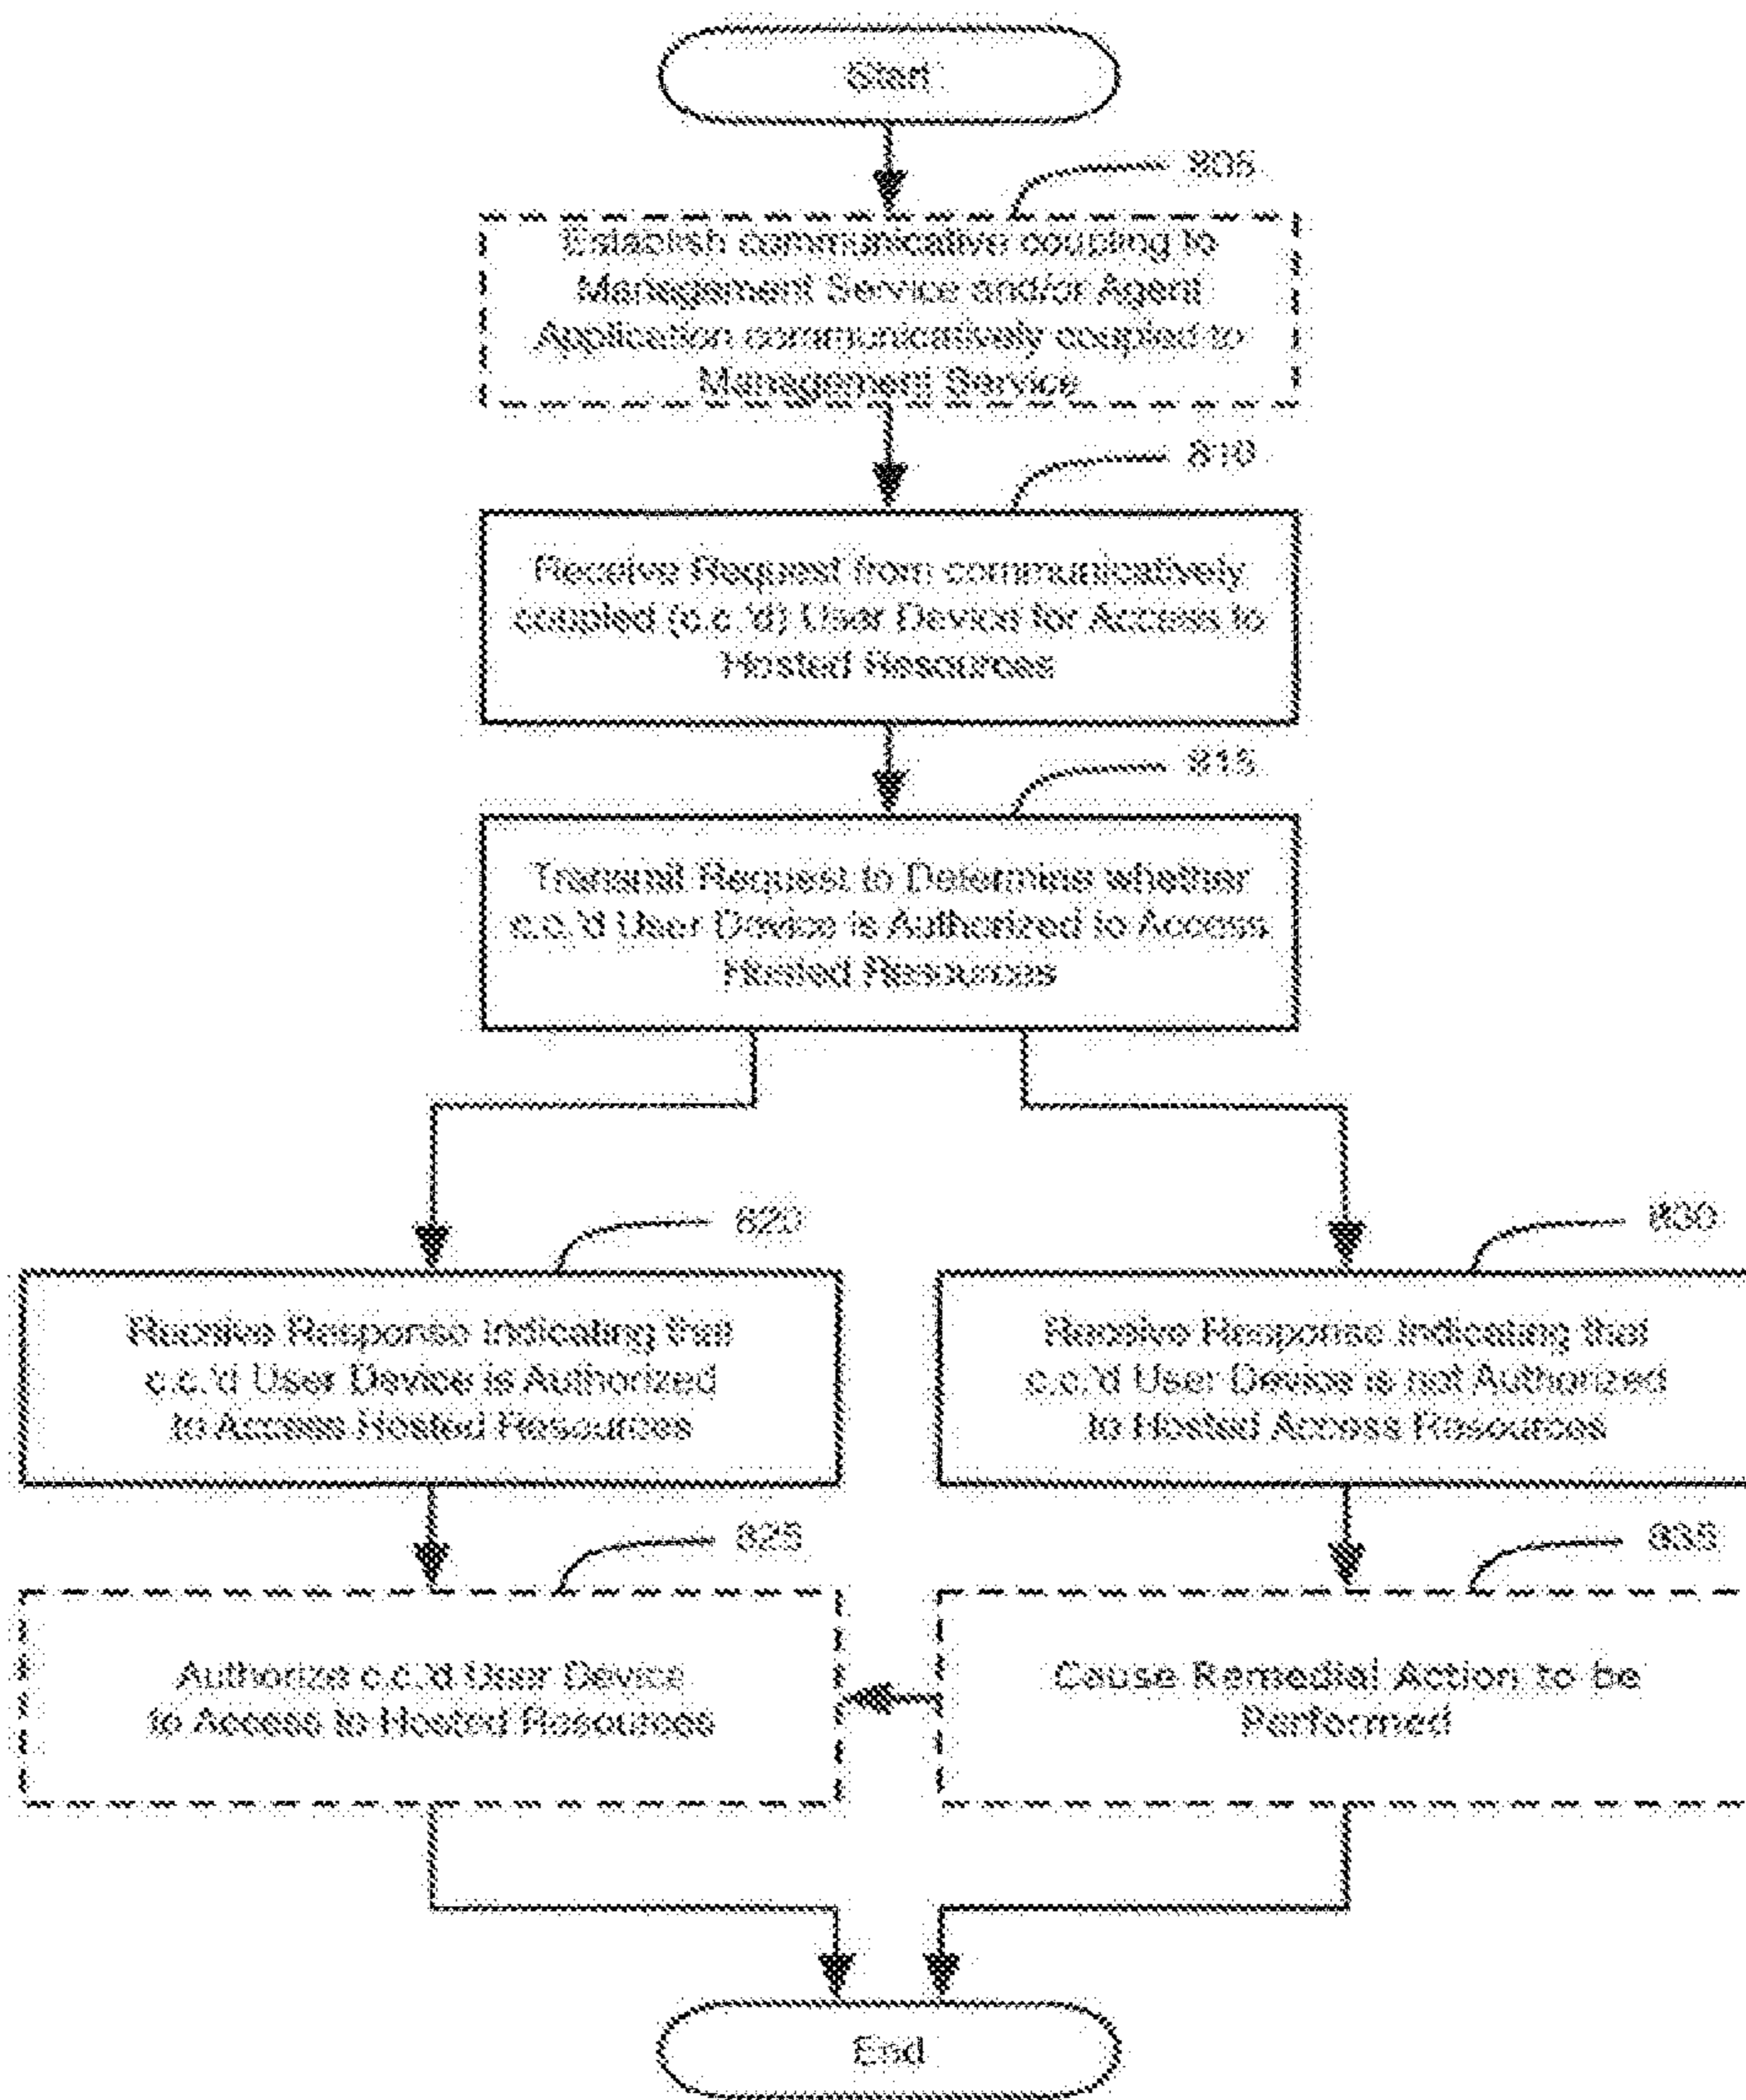 Start
805
Establish communicative coupling to
Management Service and/or Agent
Application communicatively coupled to
Management Service
810
Receive Request from communicatively
coupled (c.c.'d) User Device for Access to
Hosted Resources
815
Transmit Request to Determine whether
c.c.'d User Device is Authorized to Access
Hosted Resources
820
830
Receive Response Indicating that
c.c.'d User Device is Authorized
to Access Hosted Resources
Receive Response Indicating that
c.c.'d User Device is not Authorized
to Hosted Access Resources
825
835
Authorize c.c.'d User Device
to Access to Hosted Resources
Cause Remedial Action to be
Performed
End